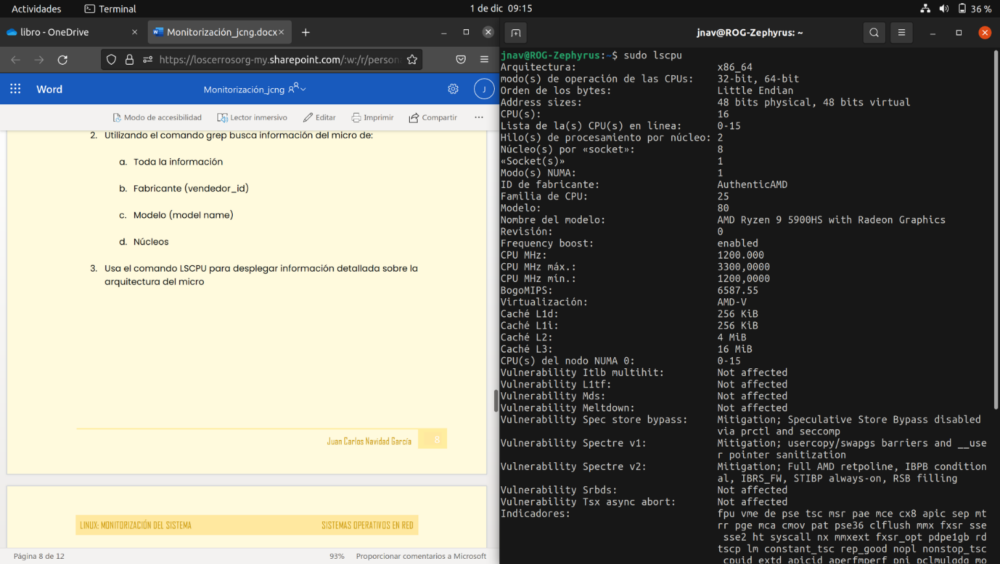 Actividades
Terminal
1 de dic 09:15
36 %
libro - OneDrive
Monitorización_jcng.docx
https://loscerrosorg-my.sharepoint.com/:w:/r/person
Word
Monitorización_jcng
J
Modo de accesibilidad
Lector inmersivo
Editar
Imprimir
Compartir
2. Utilizando el comando grep busca información del micro de:
a. Toda la información
b. Fabricante (vendedor_id)
c. Modelo (model name)
d. Núcleos
3. Usa el comando LSCPU para desplegar información detallada sobre la
arquitectura del micro
Juan Carlos Navidad García
8
LINUX: MONITORIZACIÓN DEL SISTEMA
SISTEMAS OPERATIVOS EN RED
Página 8 de 12
93%
Proporcionar comentarios a Microsoft
jnav@ROG-Zephyrus: ~
jnav@ROG-Zephyrus:~$ sudo lscpu
Arquitectura: x86_64
modo(s) de operación de las CPUs: 32-bit, 64-bit
Orden de los bytes: Little Endian
Address sizes: 48 bits physical, 48 bits virtual
CPU(s): 16
Lista de la(s) CPU(s) en línea: 0-15
Hilo(s) de procesamiento por núcleo: 2
Núcleo(s) por «socket»: 8
«Socket(s)» 1
Modo(s) NUMA: 1
ID de fabricante: AuthenticAMD
Familia de CPU: 25
Modelo: 80
Nombre del modelo: AMD Ryzen 9 5900HS with Radeon Graphics
Revisión: 0
Frequency boost: enabled
CPU MHz: 1200.000
CPU MHz máx.: 3300,0000
CPU MHz mín.: 1200,0000
BogoMIPS: 6587.55
Virtualización: AMD-V
Caché L1d: 256 KiB
Caché L1i: 256 KiB
Caché L2: 4 MiB
Caché L3: 16 MiB
CPU(s) del nodo NUMA 0: 0-15
Vulnerability Itlb multihit: Not affected
Vulnerability L1tf: Not affected
Vulnerability Mds: Not affected
Vulnerability Meltdown: Not affected
Vulnerability Spec store bypass: Mitigation; Speculative Store Bypass disabled
via prctl and seccomp
Vulnerability Spectre v1: Mitigation; usercopy/swapgs barriers and __use
r pointer sanitization
Vulnerability Spectre v2: Mitigation; Full AMD retpoline, IBPB condition
al, IBRS_FW, STIBP always-on, RSB filling
Vulnerability Srbds: Not affected
Vulnerability Tsx async abort: Not affected
Indicadores: fpu vme de pse tsc msr pae mce cx8 apic sep mt
rr pge mca cmov pat pse36 clflush mmx fxsr sse
sse2 ht syscall nx mmxext fxsr_opt pdpe1gb rd
tscp lm constant_tsc rep_good nopl nonstop_tsc
cpuid extd_apicid aperfmperf pni pclmulqdq mo